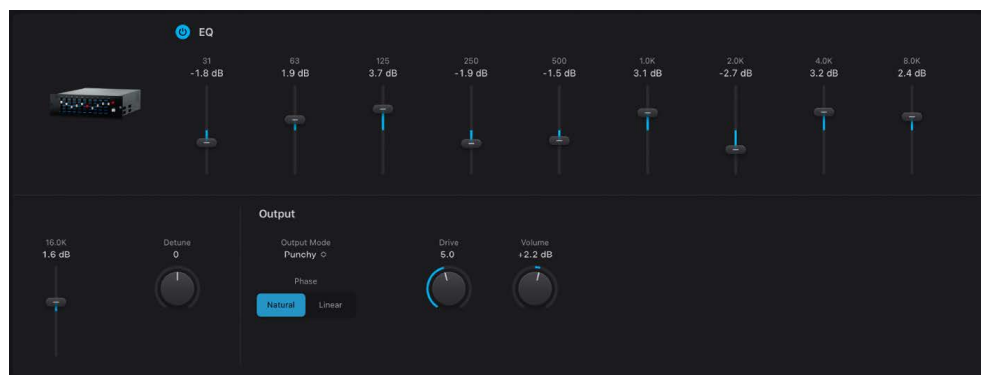 EQ
31 63 125 250 500 1.0K 2.0K 4.0K 8.0K
-1.8 dB 1.9 dB 3.7 dB -1.9 dB -1.5 dB 3.1 dB -2.7 dB 3.2 dB 2.4 dB
Output
16.0K Detune Output Mode Drive Volume
1.6 dB 0 Punchy 5.0 +2.2 dB
Phase
Natural Linear